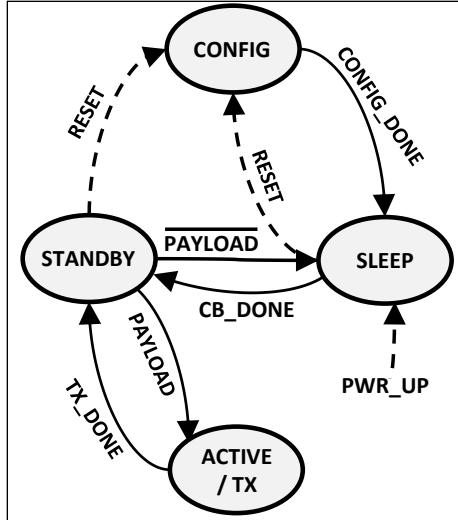 CONFIG
RESET
CONFIG_DONE
RESET
STANDBY
PAYLOAD
SLEEP
CB_DONE
PAYLOAD
TX_DONE
PWR_UP
ACTIVE
/ TX